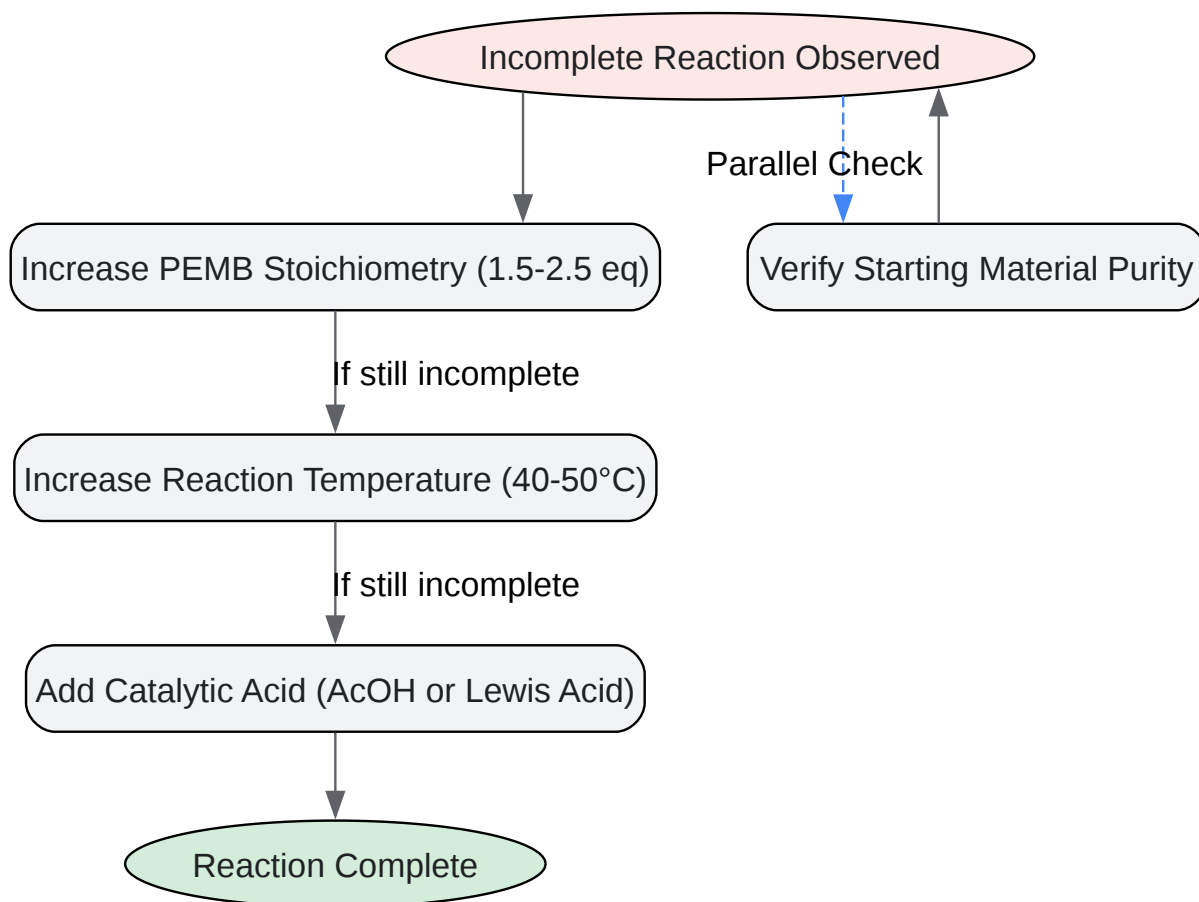 Incomplete Reaction Observed
Parallel Check
Increase PEMB Stoichiometry (1.5-2.5 eq)
Verify Starting Material Purity
If still incomplete
Increase Reaction Temperature (40-50°C)
If still incomplete
Add Catalytic Acid (AcOH or Lewis Acid)
Reaction Complete